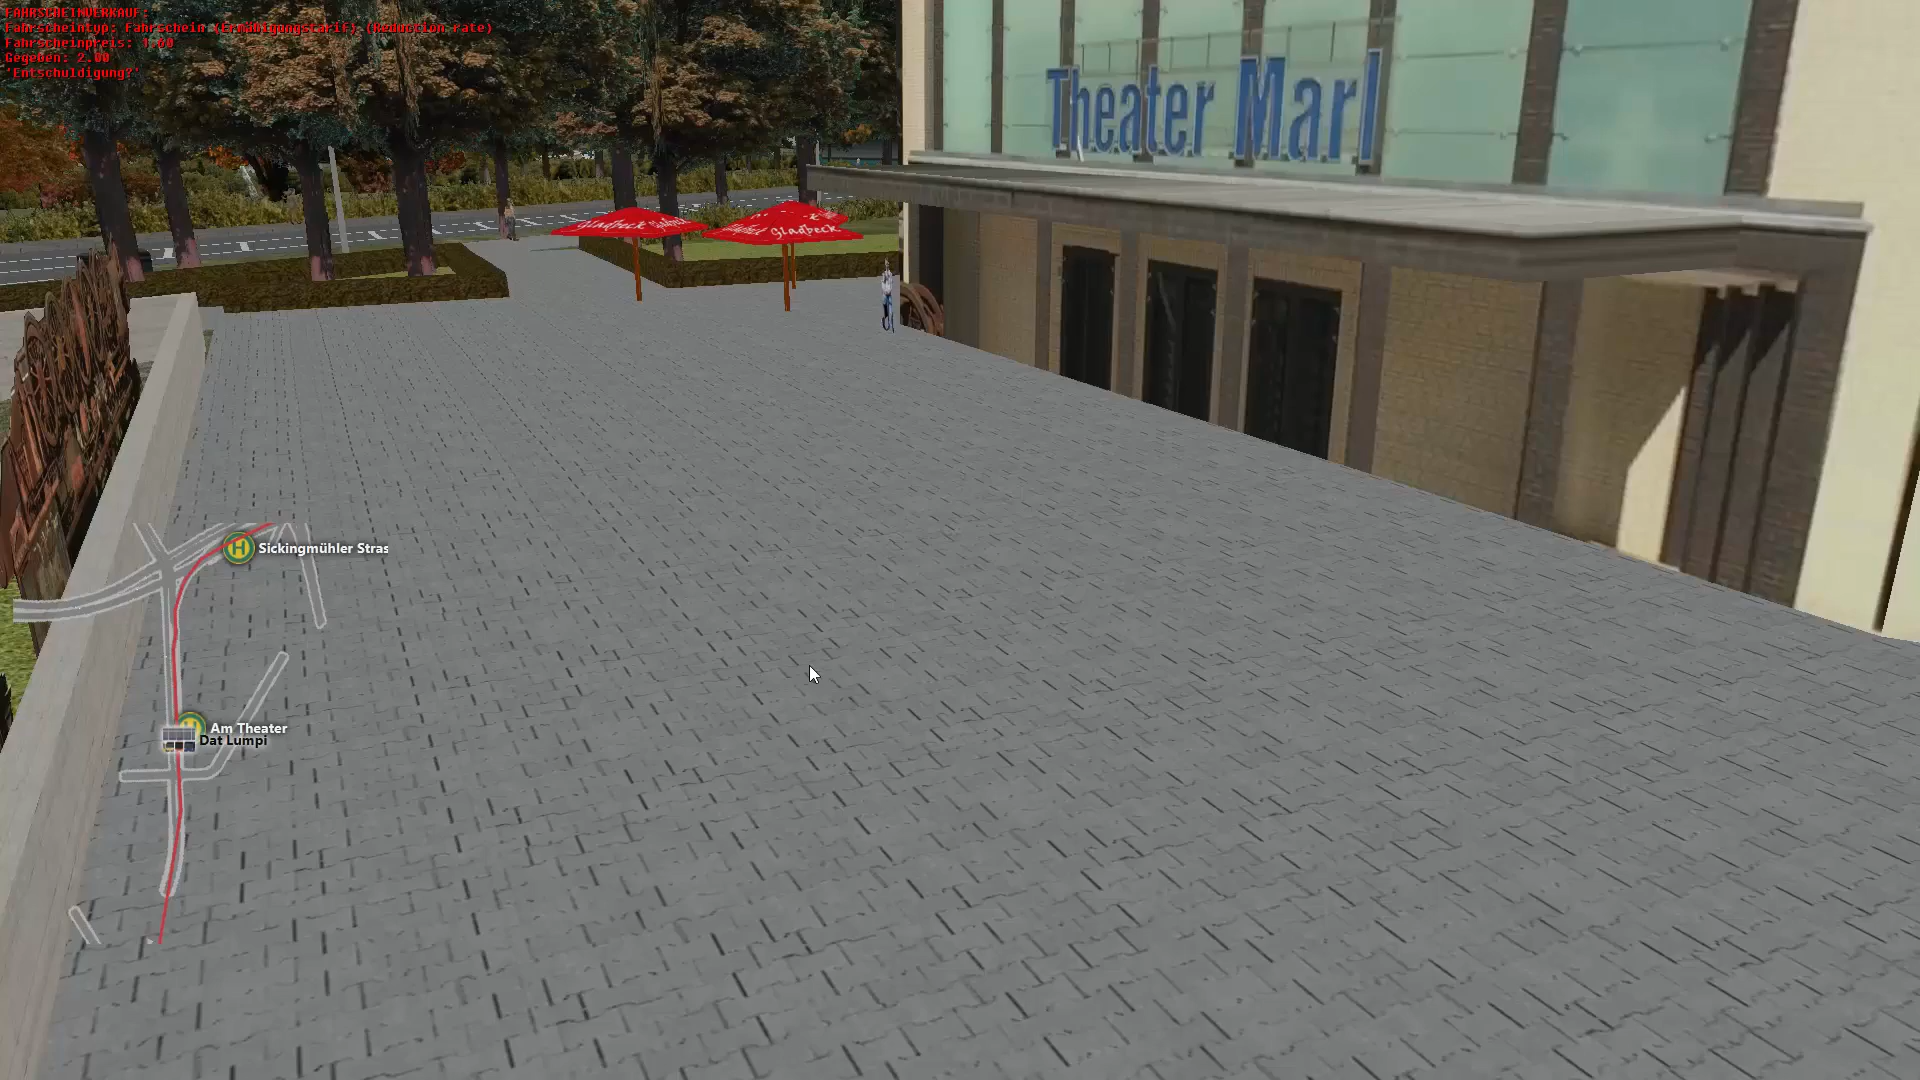 FAHRSCHEINVERKAUF:
Fahrscheintyp: Fahrschein (Ermäßigungstarif) (Reduction rate)
Fahrscheinpreis: 1.60
Gegeben: 2.00
'Entschuldigung?'
Theater Marl
Gladbeck
Gladbeck
Sickingmühler Stras
Am Theater
Dat Lumpi